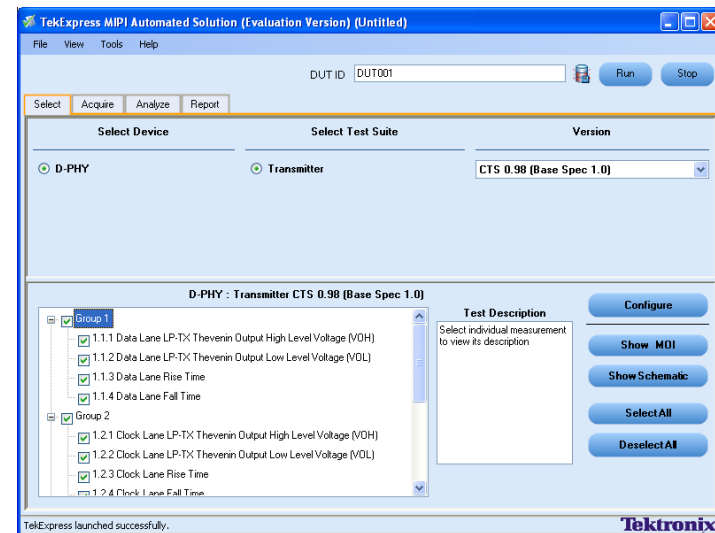 TekExpress MIPI Automated Solution (Evaluation Version) (Untitled)
File View Tools Help
DUT ID DUT001 Run Stop
Select Acquire Analyze Report
Select Device Select Test Suite Version
D-PHY Transmitter CTS 0.98 (Base Spec 1.0)
D-PHY : Transmitter CTS 0.98 (Base Spec 1.0)
Group 1
1.1.1 Data Lane LP-TX Thevenin Output High Level Voltage (VOH)
1.1.2 Data Lane LP-TX Thevenin Output Low Level Voltage (VOL)
1.1.3 Data Lane Rise Time
1.1.4 Data Lane Fall Time
Group 2
1.2.1 Clock Lane LP-TX Thevenin Output High Level Voltage (VOH)
1.2.2 Clock Lane LP-TX Thevenin Output Low Level Voltage (VOL)
1.2.3 Clock Lane Rise Time
1.2.4 Clock Lane Fall Time
Test Description
Select individual measurement
to view its description
Configure
Show MOI
Show Schematic
Select All
Deselect All
TekExpress launched successfully.
Tektronix